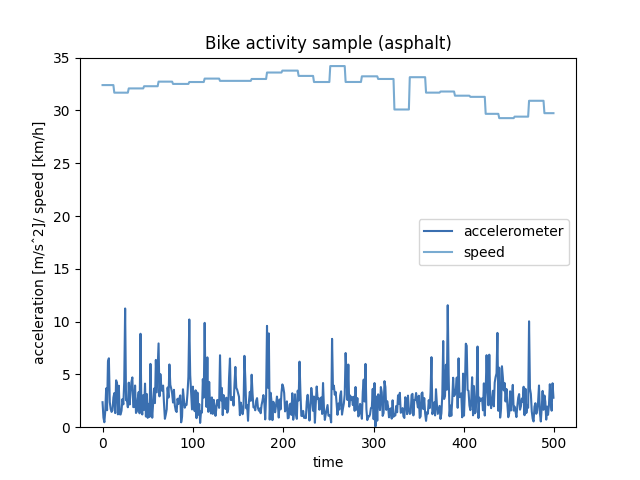 Bike activity sample (asphalt)
35
30
25
20
15
10
5
0
acceleration [m/s^2]/ speed [km/h]
accelerometer
speed
0
100
200
300
400
500
time